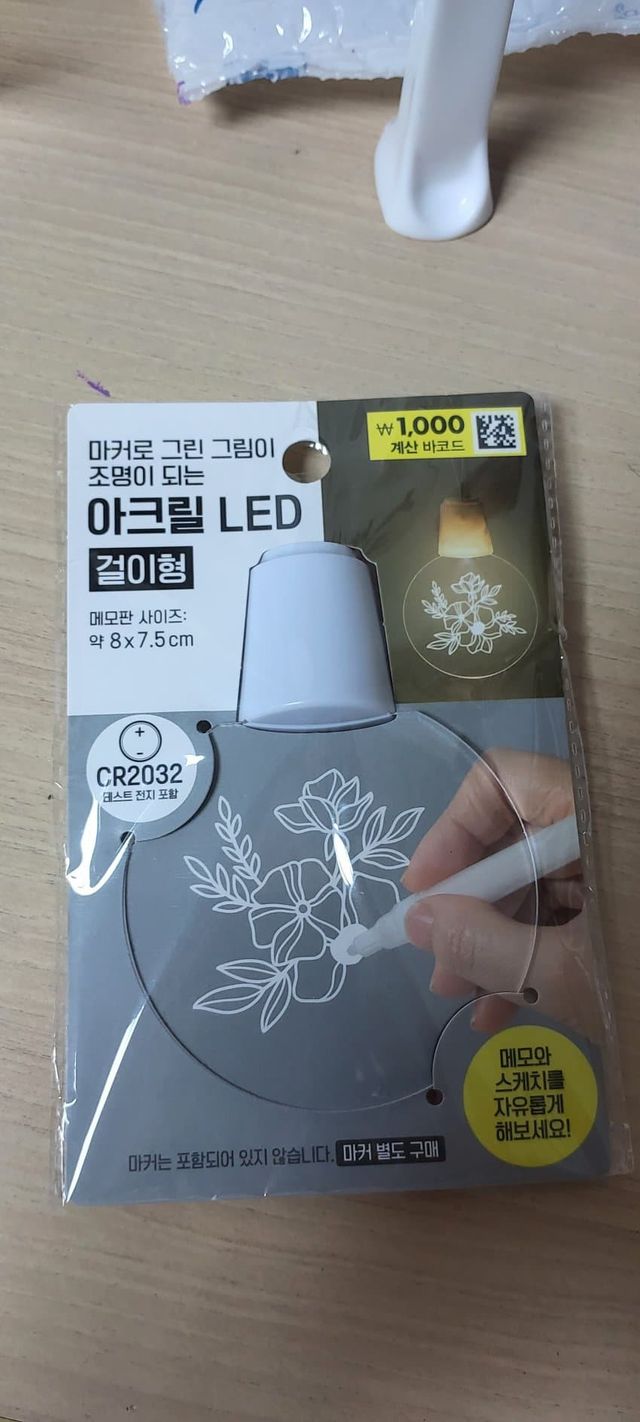 마커로 그린 그림이
조명이 되는
아크릴 LED
걸이형
메모판 사이즈:
약 8x7.5cm
₩1,000
계산 바코드
+
-
CR2032
테스트 전지 포함
메모와
스케치를
자유롭게
해보세요!
마커는 포함되어 있지 않습니다. 마커 별도 구매